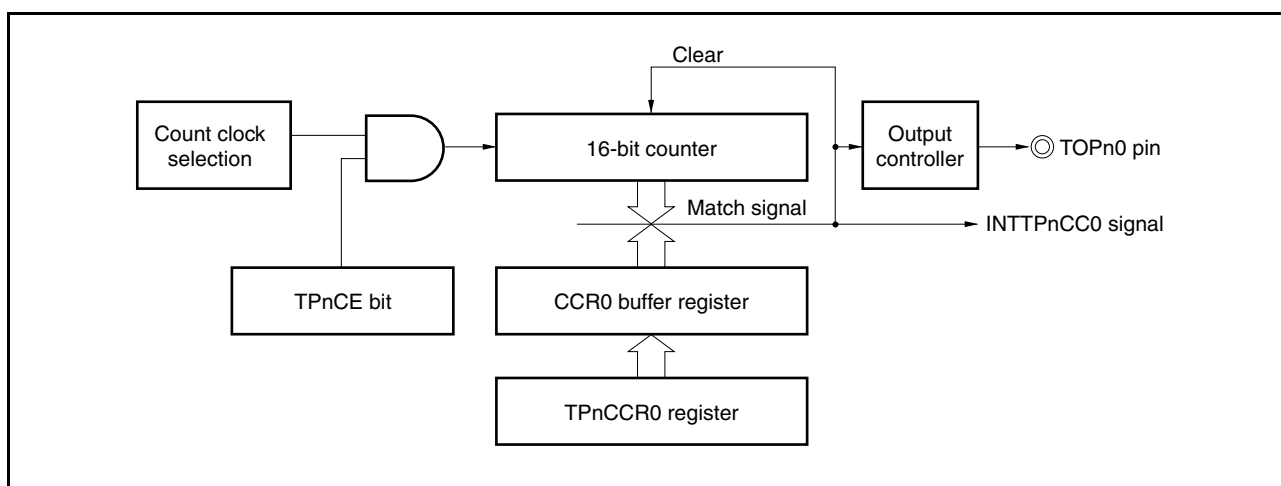 Clear
Count clock
selection
16-bit counter
Output
controller
TOPn0 pin
Match signal
INTTPnCC0 signal
TPnCE bit
CCR0 buffer register
TPnCCR0 register